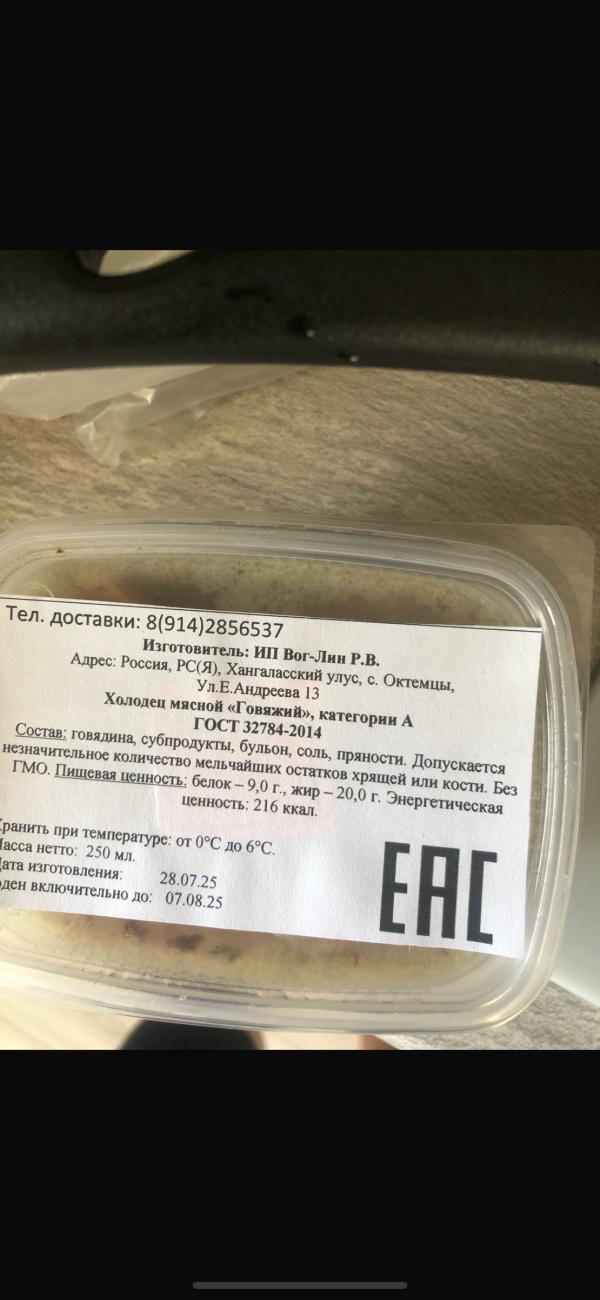 Тел. доставки: 8(914)2856537
Изготовитель: ИП Вог-Лин Р.В.
Адрес: Россия, РС(Я), Хангаласский улус, с. Октемцы,
Ул.Е.Андреева 13
Холодец мясной «Говяжий», категории А
ГОСТ 32784-2014
Состав: говядина, субпродукты, бульон, соль, пряности. Допускается
незначительное количество мельчайших остатков хрящей или кости. Без
ГМО. Пищевая ценность: белок – 9,0 г., жир – 20,0 г. Энергетическая
ценность: 216 ккал.
Хранить при температуре: от 0°С до 6°С.
Масса нетто: 250 мл.
Дата изготовления: 28.07.25
оден включительно до: 07.08.25
ЕАС